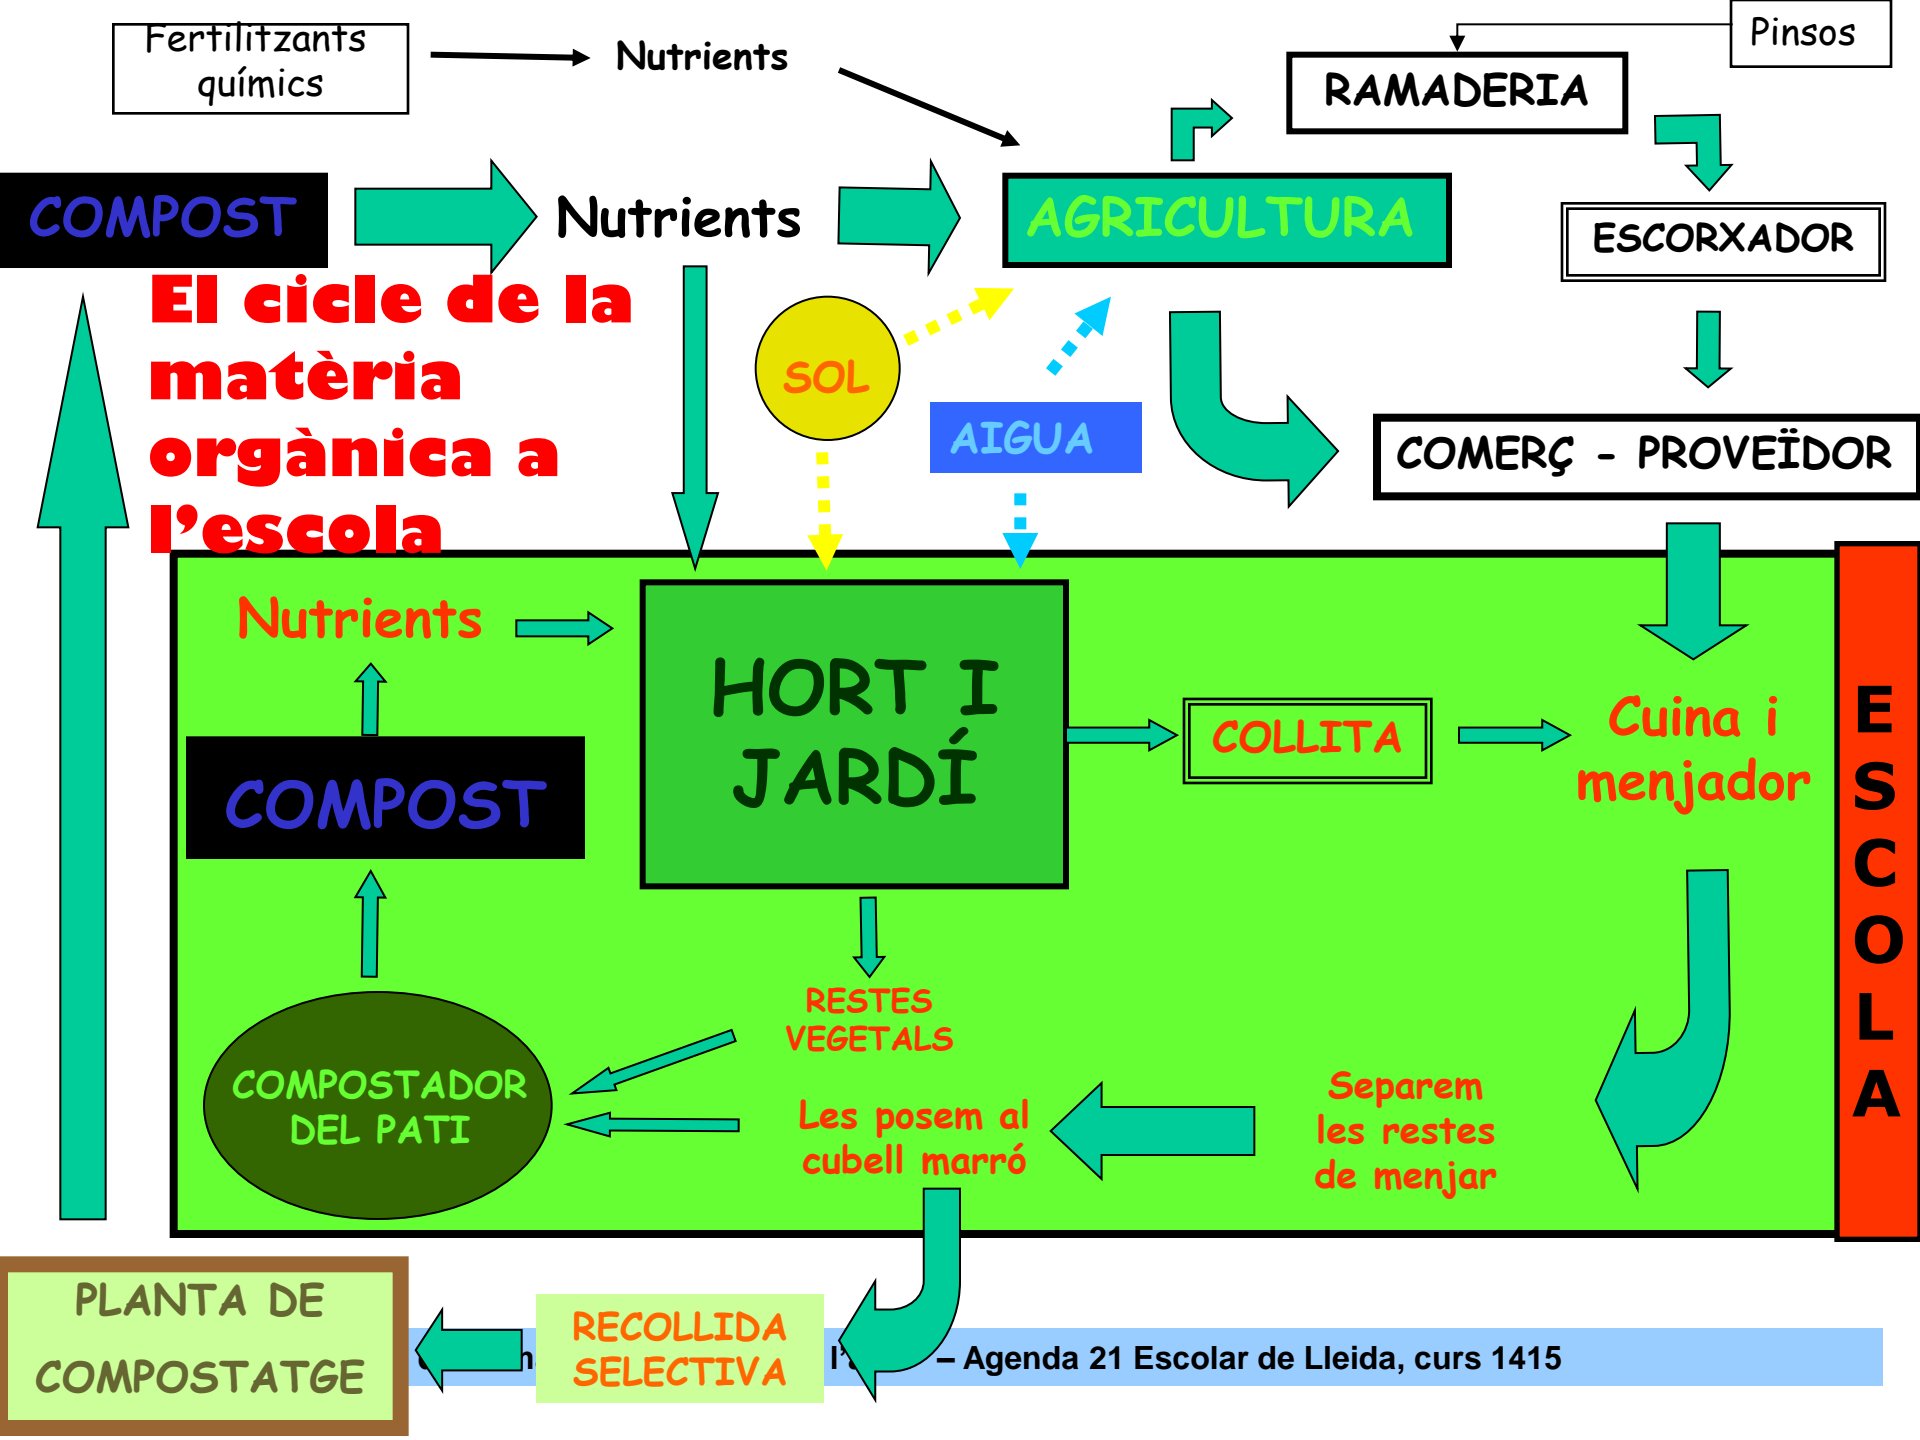 Fertilitzants
químics
Nutrients
Pinsos
RAMADERIA
COMPOST
Nutrients
AGRICULTURA
ESCORXADOR
El cicle de la
matèria
orgànica a
l’escola
SOL
AIGUA
COMERÇ - PROVEÏDOR
Nutrients
HORT I
JARDÍ
COMPOST
COLLITA
Cuina i
menjador
E
S
C
O
L
A
RESTES
VEGETALS
COMPOSTADOR
DEL PATI
Les posem al
cubell marró
Separem
les restes
de menjar
PLANTA DE
COMPOSTATGE
RECOLLIDA
SELECTIVA
– Agenda 21 Escolar de Lleida, curs 1415